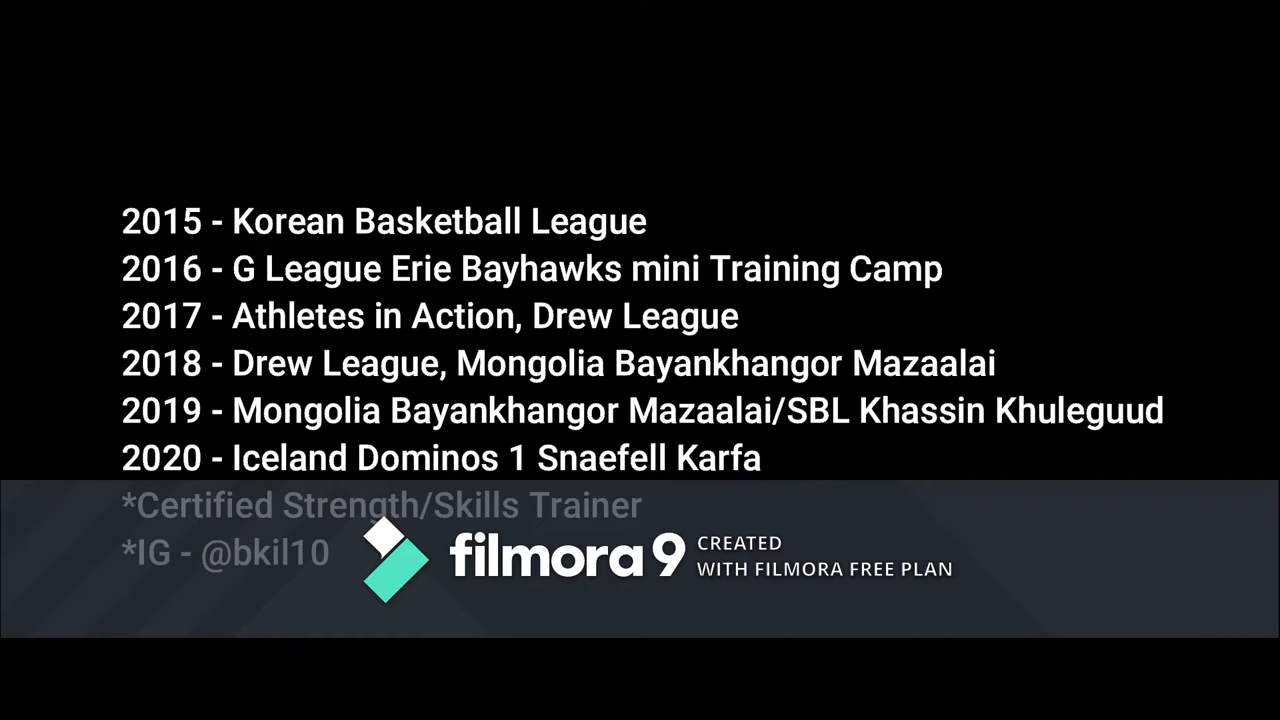 2015 - Korean Basketball League
2016 - G League Erie Bayhawks mini Training Camp
2017 - Athletes in Action, Drew League
2018 - Drew League, Mongolia Bayankhangor Mazaalai
2019 - Mongolia Bayankhangor Mazaalai/SBL Khassin Khuleguud
2020 - Iceland Dominos 1 Snaefell Karfa
*Certified Strength/Skills Trainer
*IG - @bkil10
filmora 9
CREATED
WITH FILMORA FREE PLAN